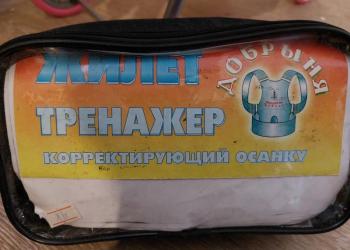 ЖИЛЕТ
ДОБРЫНЯ
ТРЕНАЖЕР
КОРРЕКТИРУЮЩИЙ ОСАНКУ